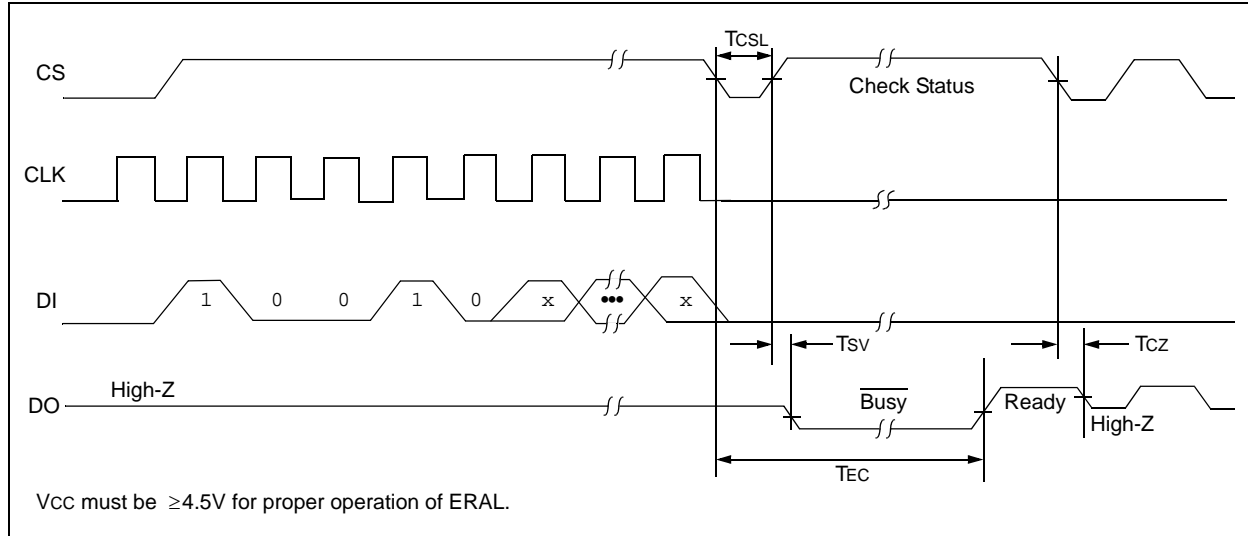 TCSL
CS
Check Status
CLK
DI 1 0 0 1 0 x ••• x
TSV TCZ
High-Z
DO Busy Ready
High-Z
TEC
VCC must be ≥4.5V for proper operation of ERAL.